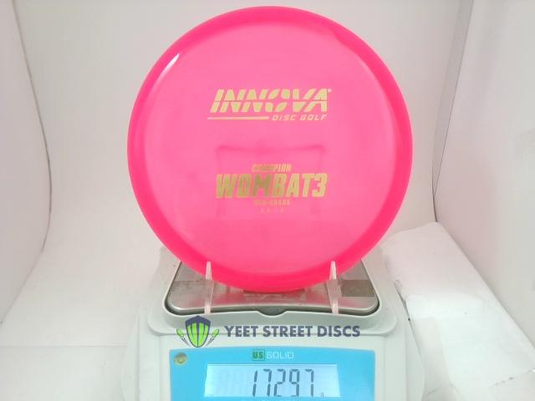 INNOVA
DISC GOLF
CHAMPION
WOMBAT3
YEET STREET DISCS
US SOLID
172.97